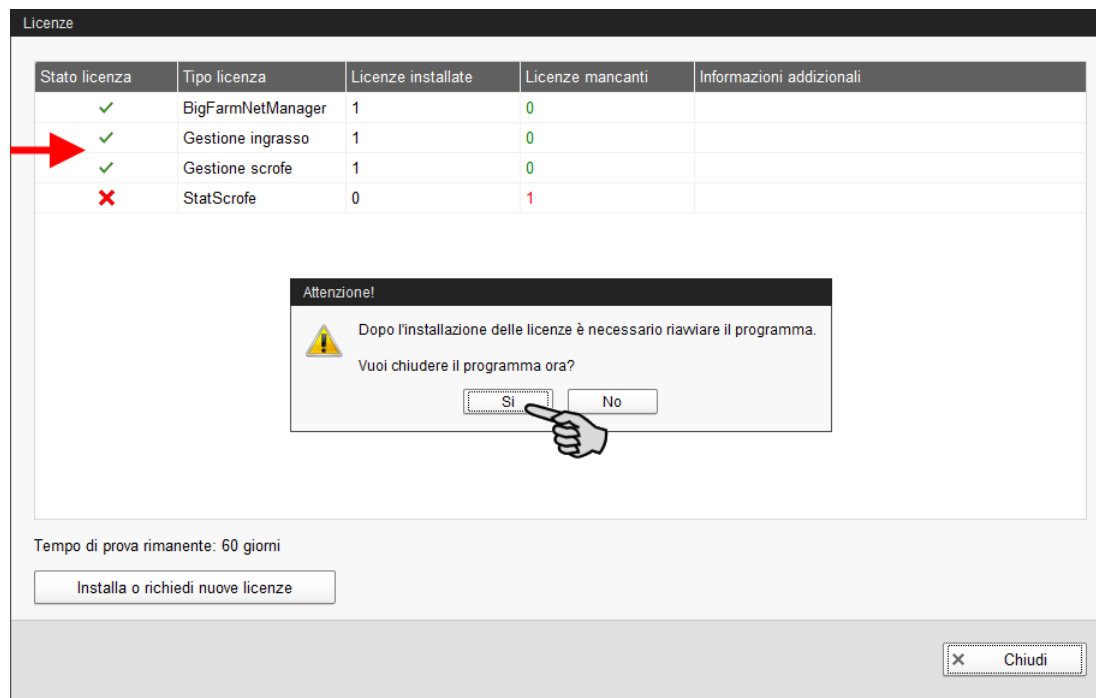 Licenze
Stato licenza Tipo licenza Licenze installate Licenze mancanti Informazioni addizionali
BigFarmNetManager 1 0
Gestione ingrasso 1 0
Gestione scrofe 1 0
StatScrofe 0 1
Attenzione!
Dopo l'installazione delle licenze è necessario riavviare il programma.
Vuoi chiudere il programma ora?
Si No
Tempo di prova rimanente: 60 giorni
Installa o richiedi nuove licenze
Chiudi